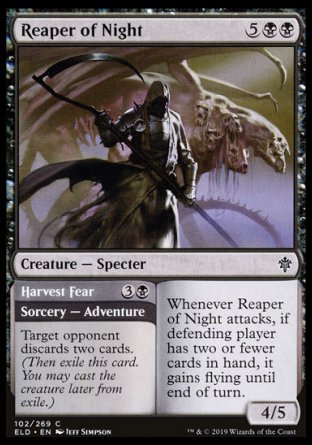 Reaper of Night 5
Creature — Specter
Harvest Fear 3
Sorcery — Adventure
Target opponent
discards two cards.
(Then exile this card.
You may cast the
creature later from
exile.)
Whenever Reaper
of Night attacks, if
defending player
has two or fewer
cards in hand, it
gains flying until
end of turn.
4/5
102/269 C
ELD • EN Jeff Simpson
™ & © 2019 Wizards of the Coast